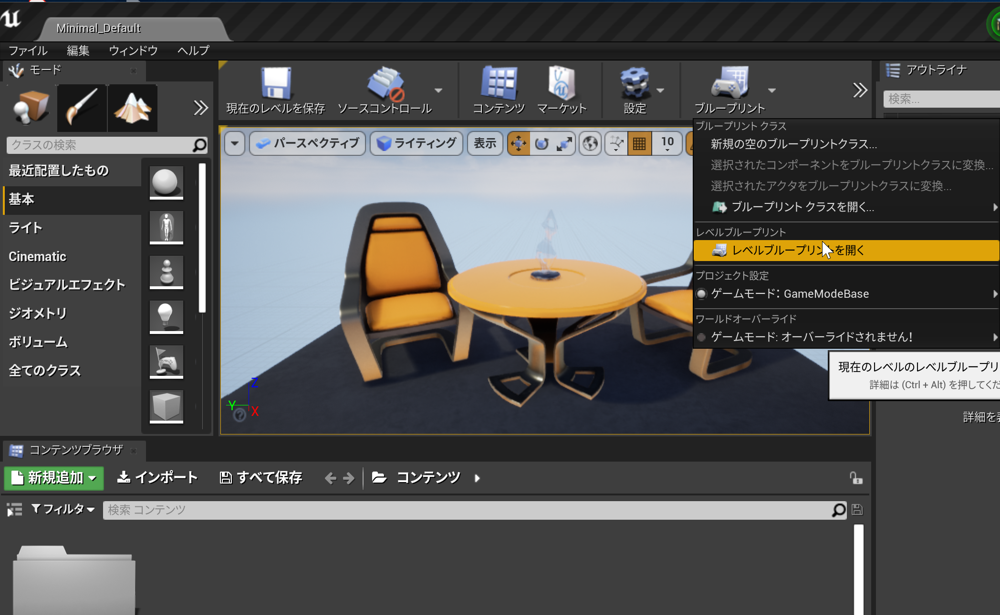 Minimal_Default
ファイル 編集 ウィンドウ ヘルプ
モード
現在のレベルを保存 ソースコントロール コンテンツ マーケット 設定 ブループリント
アウトライナ
検索...
クラスの検索
最近配置したもの
基本
ライト
Cinematic
ビジュアルエフェクト
ジオメトリ
ボリューム
全てのクラス
パースペクティブ ライティング 表示 10
Z
Y
X
ブループリント クラス
新規の空のブループリントクラス...
選択されたコンポーネントをブループリントクラスに変換...
選択されたアクタをブループリントクラスに変換...
ブループリント クラスを開く...
レベルブループリント
レベルブループリントを開く
プロジェクト設定
ゲームモード: GameModeBase
ワールドオーバーライド
ゲームモード: オーバーライドされません!
現在のレベルのレベルブループリ
詳細は (Ctrl + Alt) を押してくだ
詳細を
コンテンツブラウザ
新規追加 インポート すべて保存 コンテンツ
フィルタ 検索 コンテンツ